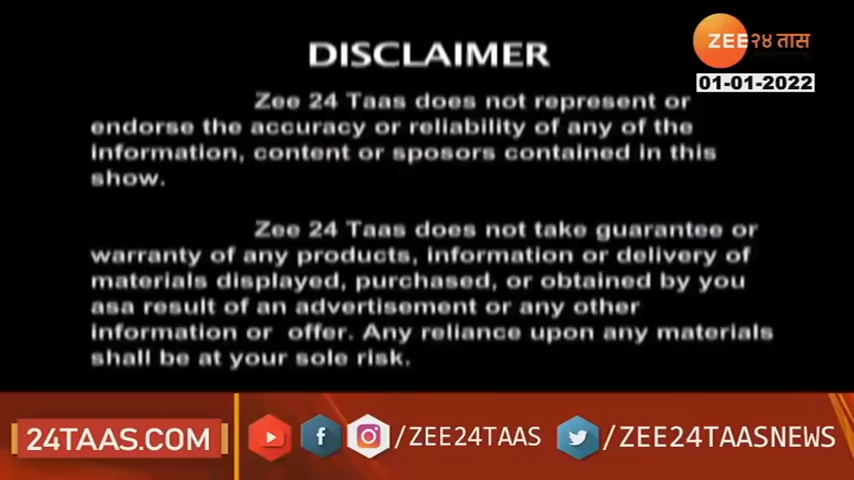 ZEE २४ तास
01-01-2022
DISCLAIMER
Zee 24 Taas does not represent or
endorse the accuracy or reliability of any of the
information, content or sposors contained in this
show.
Zee 24 Taas does not take guarantee or
warranty of any products, information or delivery of
materials displayed, purchased, or obtained by you
asa result of an advertisement or any other
information or offer. Any reliance upon any materials
shall be at your sole risk.
24TAAS.COM
/ZEE24TAAS
/ZEE24TAASNEWS